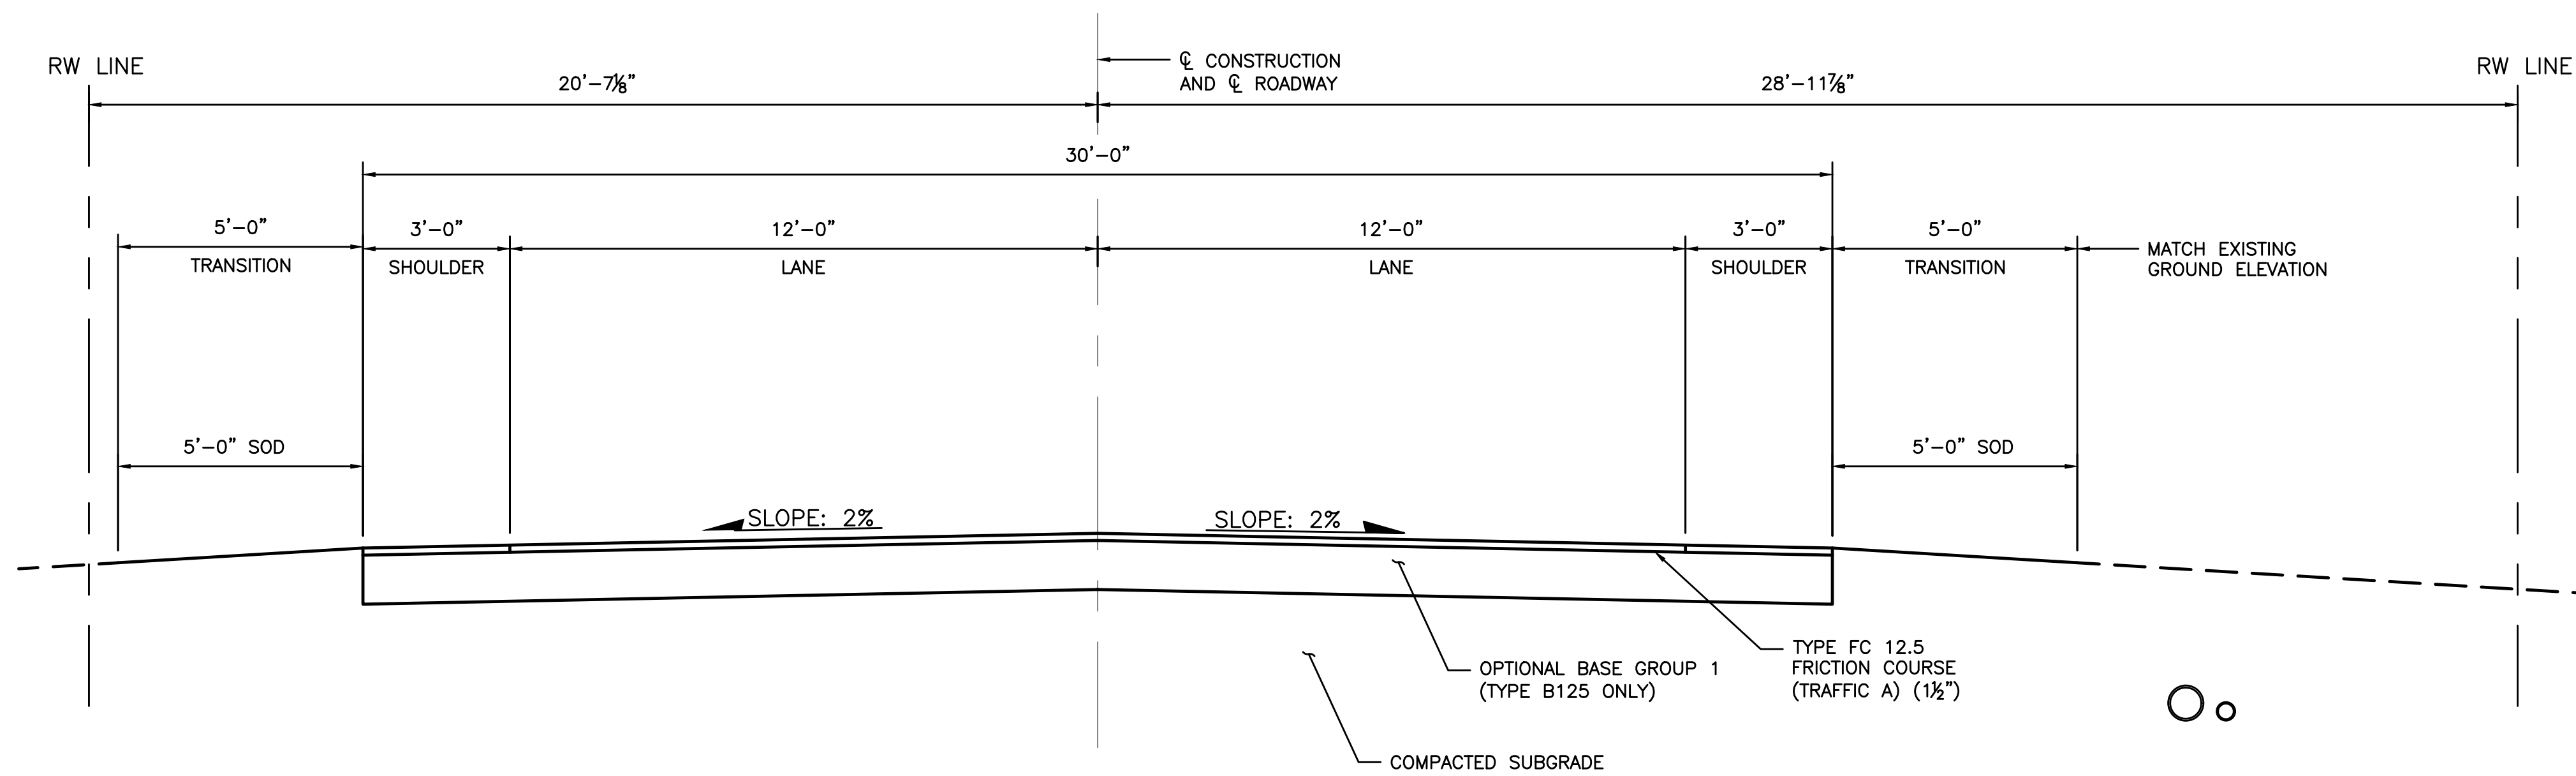 RW LINE
20'-7⅛"
℄ CONSTRUCTION
AND ℄ ROADWAY
28'-11⅞"
RW LINE
30'-0"
5'-0"
3'-0"
12'-0"
12'-0"
3'-0"
5'-0"
TRANSITION
SHOULDER
LANE
LANE
SHOULDER
TRANSITION
MATCH EXISTING
GROUND ELEVATION
5'-0" SOD
5'-0" SOD
SLOPE: 2%
SLOPE: 2%
TYPE FC 12.5
FRICTION COURSE
(TRAFFIC A) (1½")
OPTIONAL BASE GROUP 1
(TYPE B125 ONLY)
COMPACTED SUBGRADE